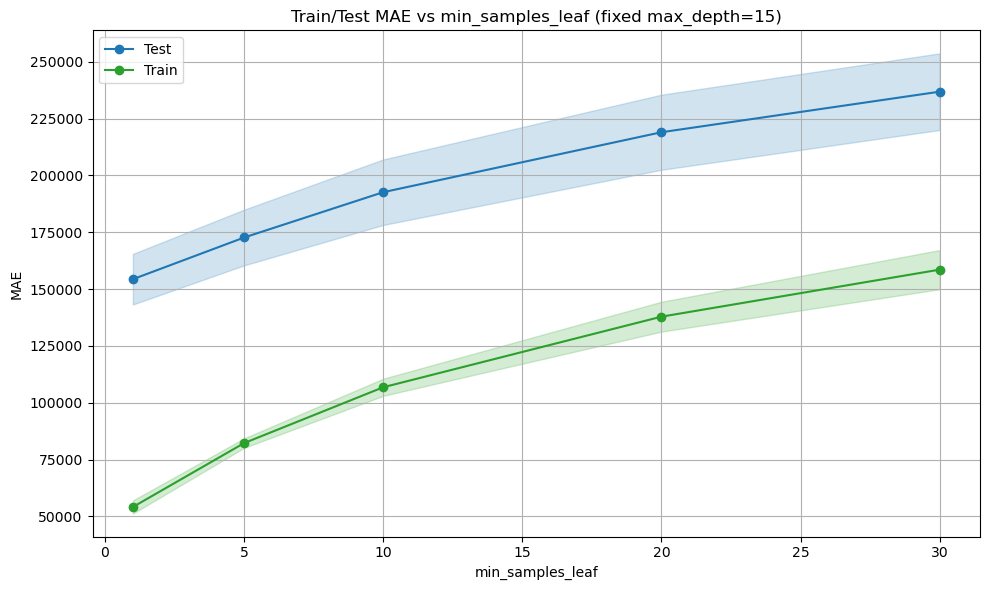 Train/Test MAE vs min_samples_leaf (fixed max_depth=15)
Test
Train
MAE
250000
225000
200000
175000
150000
125000
100000
75000
50000
0 5 10 15 20 25 30
min_samples_leaf